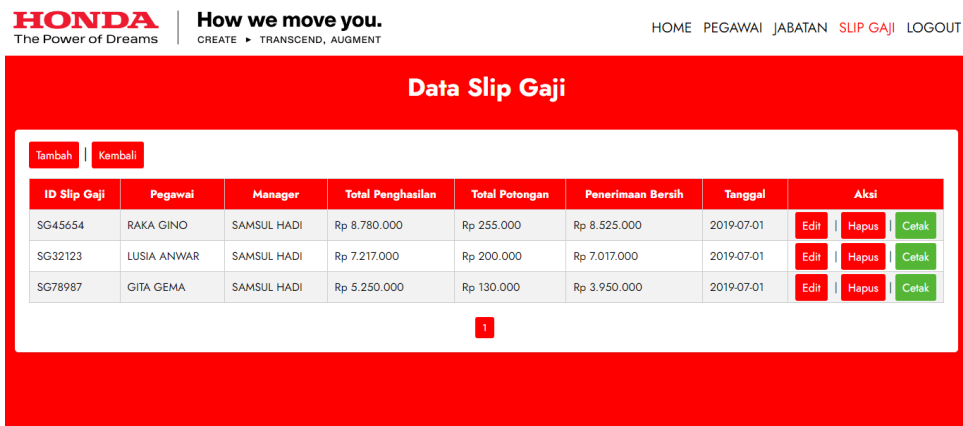 HONDA
The Power of Dreams
How we move you.
CREATE ► TRANSCEND, AUGMENT
HOME PEGAWAI JABATAN SLIP GAJI LOGOUT
Data Slip Gaji
Tambah | Kembali
ID Slip Gaji Pegawai Manager Total Penghasilan Total Potongan Penerimaan Bersih Tanggal Aksi
SG45654 RAKA GINO SAMSUL HADI Rp 8.780.000 Rp 255.000 Rp 8.525.000 2019-07-01 Edit | Hapus | Cetak
SG32123 LUSIA ANWAR SAMSUL HADI Rp 7.217.000 Rp 200.000 Rp 7.017.000 2019-07-01 Edit | Hapus | Cetak
SG78987 GITA GEMA SAMSUL HADI Rp 5.250.000 Rp 130.000 Rp 3.950.000 2019-07-01 Edit | Hapus | Cetak
1